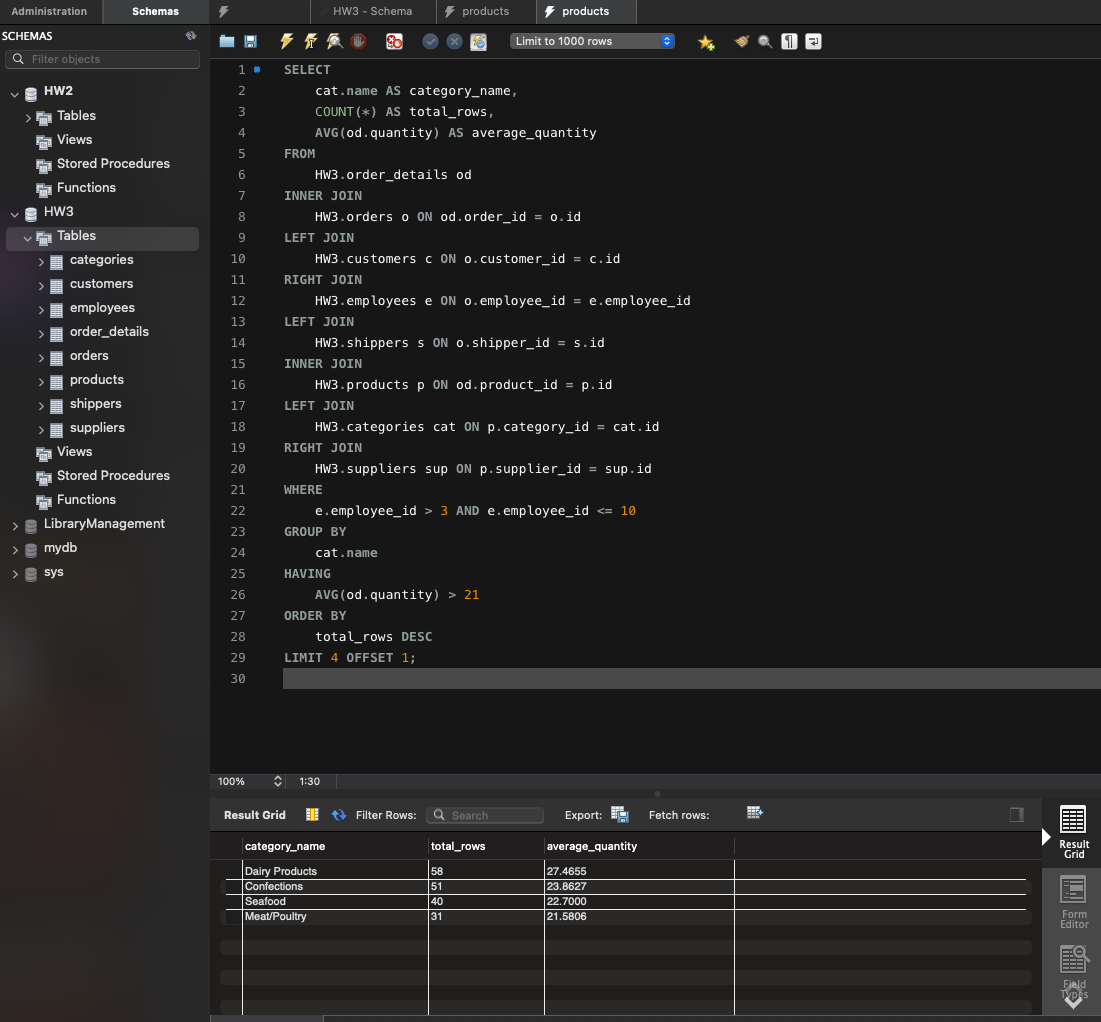 Administration Schemas HW3 - Schema products products
SCHEMAS
Filter objects
HW2
Tables
Views
Stored Procedures
Functions
HW3
Tables
categories
customers
employees
order_details
orders
products
shippers
suppliers
Views
Stored Procedures
Functions
LibraryManagement
mydb
sys
Limit to 1000 rows
1 SELECT
2 cat.name AS category_name,
3 COUNT(*) AS total_rows,
4 AVG(od.quantity) AS average_quantity
5 FROM
6 HW3.order_details od
7 INNER JOIN
8 HW3.orders o ON od.order_id = o.id
9 LEFT JOIN
10 HW3.customers c ON o.customer_id = c.id
11 RIGHT JOIN
12 HW3.employees e ON o.employee_id = e.employee_id
13 LEFT JOIN
14 HW3.shippers s ON o.shipper_id = s.id
15 INNER JOIN
16 HW3.products p ON od.product_id = p.id
17 LEFT JOIN
18 HW3.categories cat ON p.category_id = cat.id
19 RIGHT JOIN
20 HW3.suppliers sup ON p.supplier_id = sup.id
21 WHERE
22 e.employee_id > 3 AND e.employee_id <= 10
23 GROUP BY
24 cat.name
25 HAVING
26 AVG(od.quantity) > 21
27 ORDER BY
28 total_rows DESC
29 LIMIT 4 OFFSET 1;
30
100% 1:30
Result Grid Filter Rows: Search Export: Fetch rows:
category_name total_rows average_quantity
Dairy Products 58 27.4655
Confections 51 23.8627
Seafood 40 22.7000
Meat/Poultry 31 21.5806
Result
Grid
Form
Editor
Field
Types